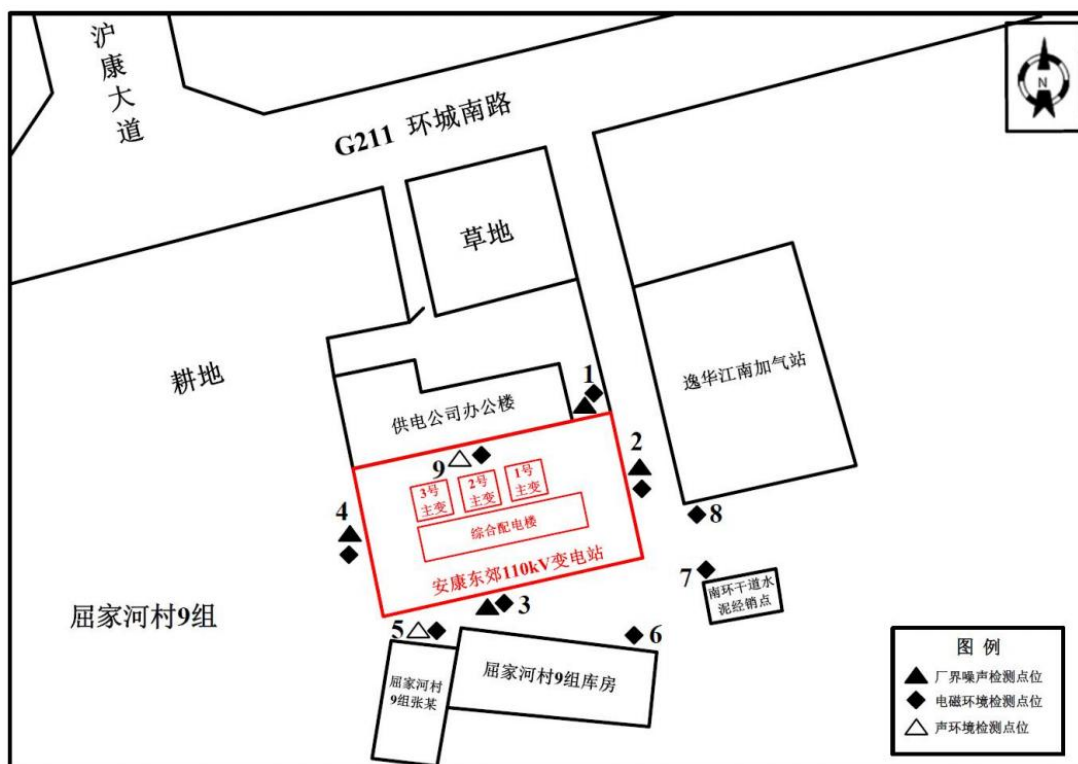 沪康大道
G211 环城南路
N
草地
耕地
逸华江南加气站
供电公司办公楼
1
2
9
3号
主变
2号
主变
1号
主变
综合配电楼
4
安康东郊110kV变电站
8
7
南环干道水
泥经销点
3
屈家河村9组
5
6
屈家河村
9组张某
屈家河村9组库房
图 例
厂界噪声检测点位
电磁环境检测点位
声环境检测点位